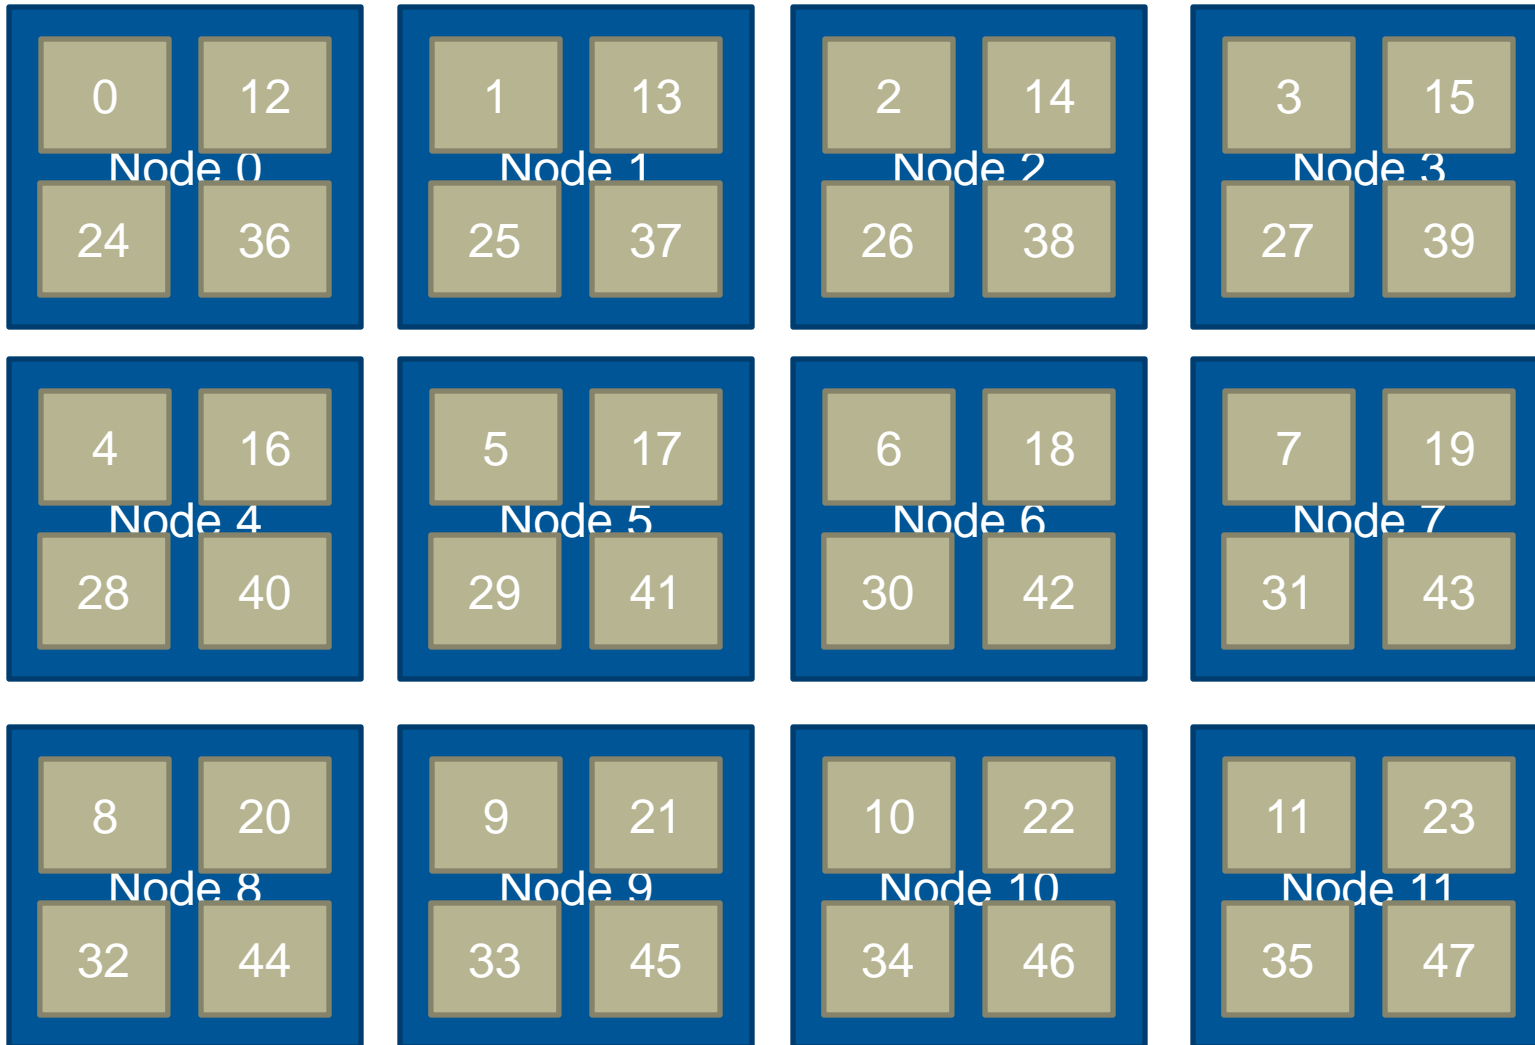 0 12 1 13 2 14 3 15
Node 0 Node 1 Node 2 Node 3
24 36 25 37 26 38 27 39
4 16 5 17 6 18 7 19
Node 4 Node 5 Node 6 Node 7
28 40 29 41 30 42 31 43
8 20 9 21 10 22 11 23
Node 8 Node 9 Node 10 Node 11
32 44 33 45 34 46 35 47